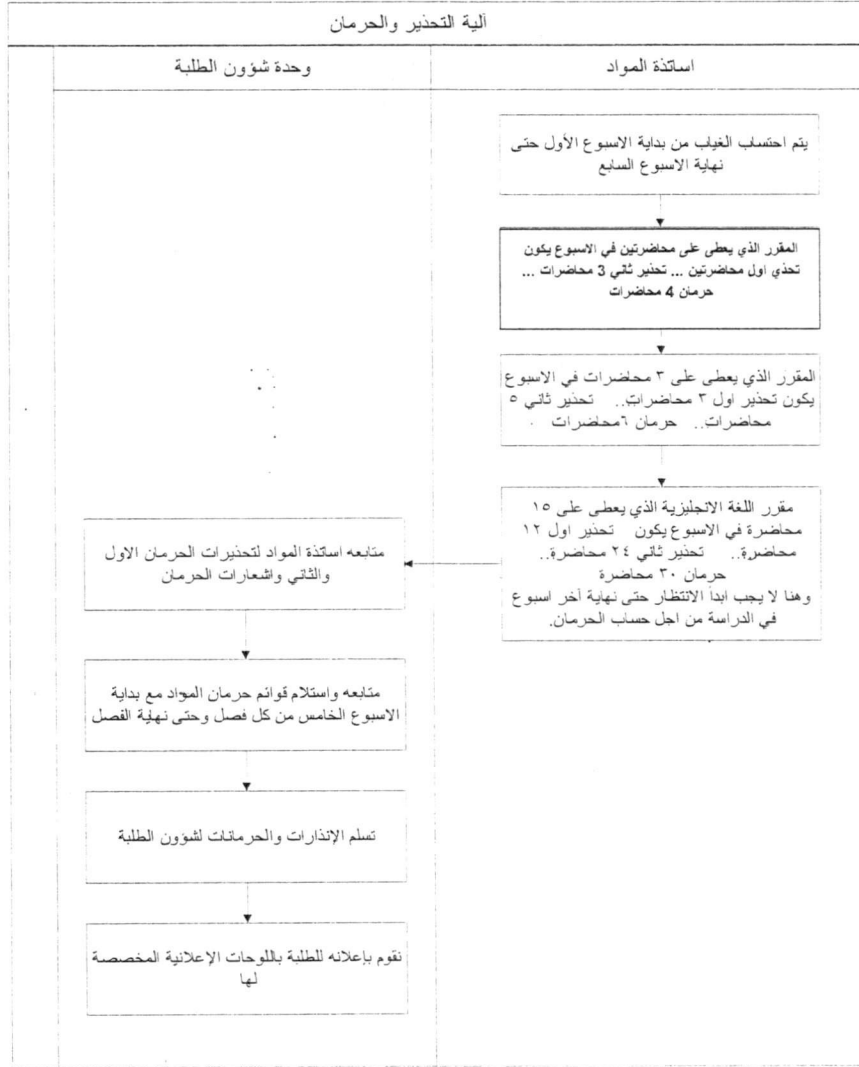 آلية التحذير والحرمان
اساتذة المواد
وحدة شؤون الطلبة
يتم احتساب الغياب من بداية الاسبوع الأول حتى
نهاية الاسبوع السابع
المقرر الذي يعطى على محاضرتين في الاسبوع يكون
تحذي اول محاضرتين ... تحذير ثاني 3 محاضرات ...
حرمان 4 محاضرات
المقرر الذي يعطى على ٣ محاضرات في الاسبوع
يكون تحذير اول ٣ محاضرات.. تحذير ثاني ٥
محاضرات.. حرمان ٦محاضرات
مقرر اللغة الانجليزية الذي يعطى على ١٥
محاضرة في الاسبوع يكون تحذير اول ١٢
محاضرة.. تحذير ثاني ٢٤ محاضرة..
حرمان ٣٠ محاضرة
وهنا لا يجب ابدأ الانتظار حتى نهاية آخر اسبوع
في الدراسة من اجل حساب الحرمان.
متابعه اساتذة المواد لتحذيرات الحرمان الاول
والثاني واشعارات الحرمان
متابعه واستلام قوائم حرمان المواد مع بداية
الاسبوع الخامس من كل فصل وحتى نهاية الفصل
تسلم الإنذارات والحرمانات لشؤون الطلبة
نقوم بإعلانه للطلبة باللوحات الإعلانية المخصصة
لها